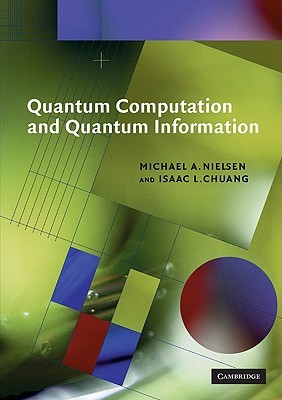 Quantum Computation
and Quantum Information
MICHAEL A. NIELSEN
AND ISAAC L. CHUANG
CAMBRIDGE